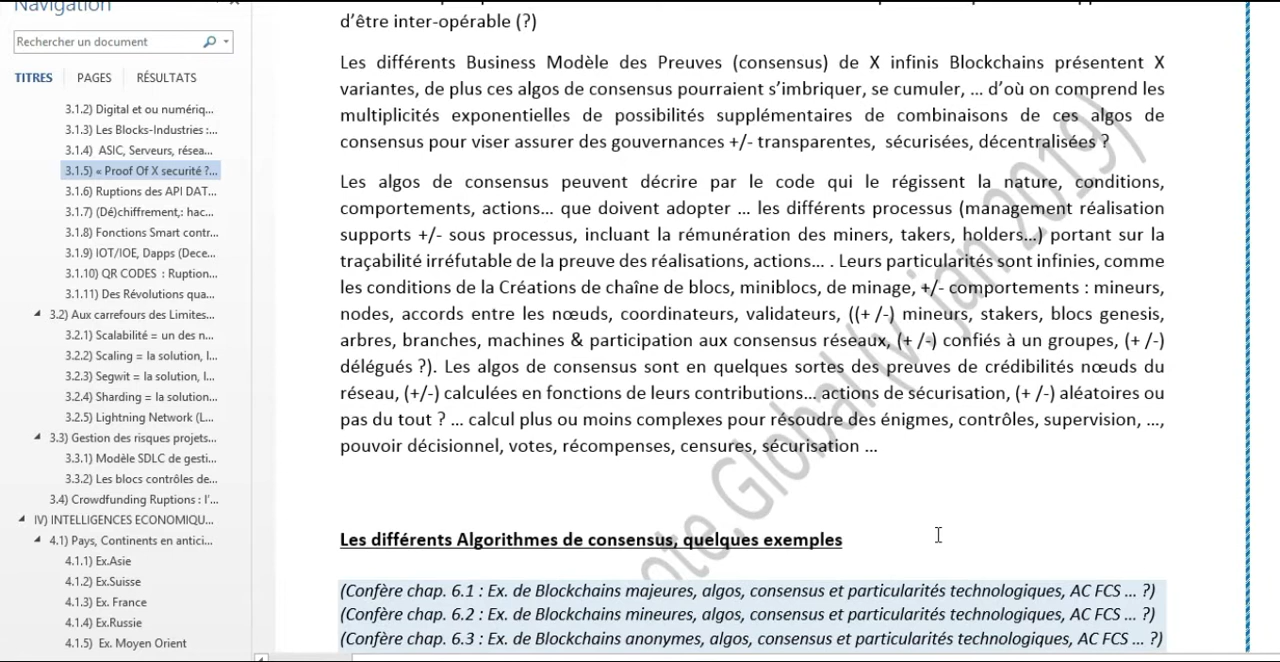 Navigation
Rechercher un document
TITRES PAGES RÉSULTATS
3.1.2) Digital et ou numériq...
3.1.3) Les Blocks-Industries :...
3.1.4) ASIC, Serveurs, résea...
3.1.5) « Proof Of X securité ?...
3.1.6) Ruptions des API DAT...
3.1.7) (Dé)chiffrement,: hac...
3.1.8) Fonctions Smart contr...
3.1.9) IOT/IOE, Dapps (Dece...
3.1.10) QR CODES : Ruption...
3.1.11) Des Révolutions qua...
3.2) Aux carrefours des Limites...
3.2.1) Scalabilité = un des n...
3.2.2) Scaling = la solution, l...
3.2.3) Segwit = la solution, l...
3.2.4) Sharding = la solution...
3.2.5) Lightning Network (L...
3.3) Gestion des risques projets...
3.3.1) Modèle SDLC de gesti...
3.3.2) Les blocs contrôles de...
3.4) Crowdfunding Ruptions : l'...
IV) INTELLIGENCES ECONOMIQU...
4.1) Pays, Continents en antici...
4.1.1) Ex.Asie
4.1.2) Ex.Suisse
4.1.3) Ex. France
4.1.4) Ex.Russie
4.1.5) Ex. Moyen Orient
d'être inter-opérable (?)
Les différents Business Modèle des Preuves (consensus) de X infinis Blockchains présentent X
variantes, de plus ces algos de consensus pourraient s'imbriquer, se cumuler, ... d'où on comprend les
multiplicités exponentielles de possibilités supplémentaires de combinaisons de ces algos de
consensus pour viser assurer des gouvernances +/- transparentes, sécurisées, décentralisées ?
Les algos de consensus peuvent décrire par le code qui le régissent la nature, conditions,
comportements, actions... que doivent adopter ... les différents processus (management réalisation
supports +/- sous processus, incluant la rémunération des miners, takers, holders...) portant sur la
traçabilité irréfutable de la preuve des réalisations, actions... . Leurs particularités sont infinies, comme
les conditions de la Créations de chaîne de blocs, miniblocs, de minage, +/- comportements : mineurs,
nodes, accords entre les nœuds, coordinateurs, validateurs, ((+ /-) mineurs, stakers, blocs genesis,
arbres, branches, machines & participation aux consensus réseaux, (+ /-) confiés à un groupes, (+ /-)
délégués ?). Les algos de consensus sont en quelques sortes des preuves de crédibilités nœuds du
réseau, (+/-) calculées en fonctions de leurs contributions... actions de sécurisation, (+ /-) aléatoires ou
pas du tout ? ... calcul plus ou moins complexes pour résoudre des énigmes, contrôles, supervision, ...,
pouvoir décisionnel, votes, récompenses, censures, sécurisation ...
Les différents Algorithmes de consensus, quelques exemples
(Confère chap. 6.1 : Ex. de Blockchains majeures, algos, consensus et particularités technologiques, AC FCS ... ?)
(Confère chap. 6.2 : Ex. de Blockchains mineures, algos, consensus et particularités technologiques, AC FCS ... ?)
(Confère chap. 6.3 : Ex. de Blockchains anonymes, algos, consensus et particularités technologiques, AC FCS ... ?)
Global (v. jan 2019)